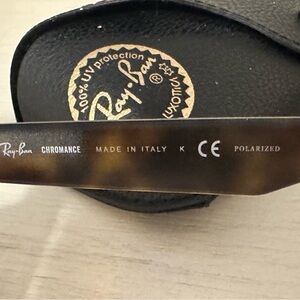 100% UV protection
Ray-Ban ®
LUXOTTICA
Ray-Ban CHROMANCE MADE IN ITALY K CE POLARIZED